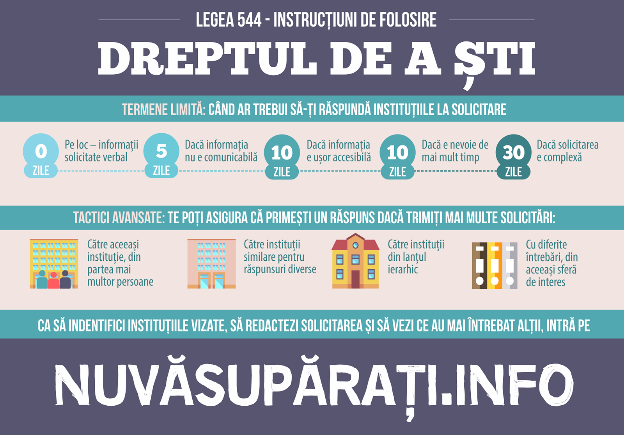 LEGEA 544 - INSTRUCȚIUNI DE FOLOSIRE
DREPTUL DE A ȘTI
TERMENE LIMITĂ: CÂND AR TREBUI SĂ-ȚI RĂSPUNDĂ INSTITUȚIILE LA SOLICITARE
0
ZILE
Pe loc – informații
solicitate verbal
5
ZILE
Dacă informația
nu e comunicabilă
10
ZILE
Dacă informația
e ușor accesibilă
10
ZILE
Dacă e nevoie de
mai mult timp
30
ZILE
Dacă solicitarea
e complexă
TACTICI AVANSATE: TE POȚI ASIGURA CĂ PRIMEȘTI UN RĂSPUNS DACĂ TRIMIȚI MAI MULTE SOLICITĂRI:
Către aceeași
instituție, din
partea mai
multor persoane
Către instituții
similare pentru
răspunsuri diverse
Către instituții
din lanțul
ierarhic
Cu diferite
întrebări, din
aceeași sferă
de interes
CA SĂ INDENTIFICI INSTITUȚIILE VIZATE, SĂ REDACTEZI SOLICITAREA ȘI SĂ VEZI CE AU MAI ÎNTREBAT ALȚII, INTRĂ PE
NUVĂSUPĂRAȚI.INFO